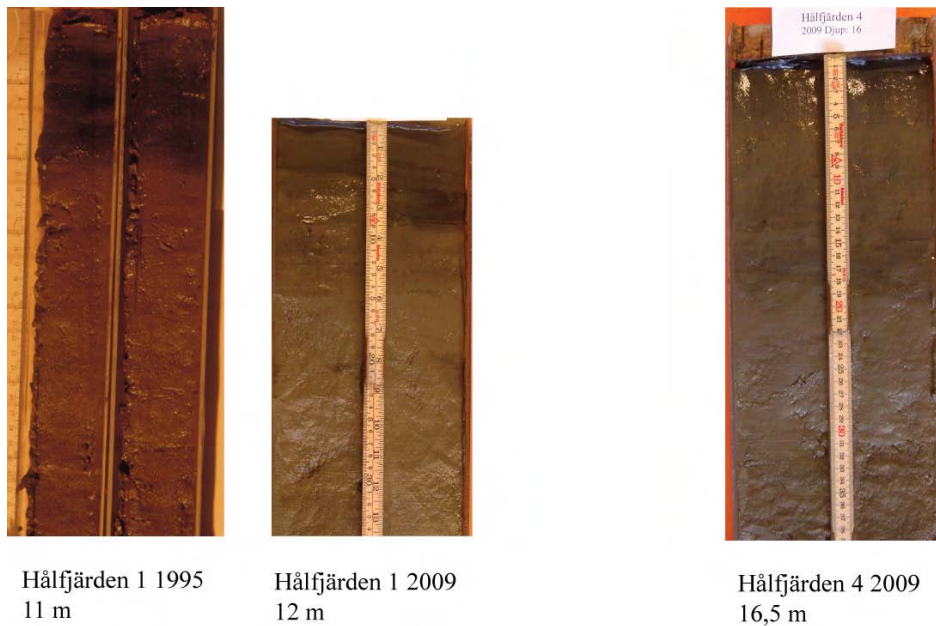 Hålfjärden 4
2009 Djup: 16
Hålfjärden 1 1995
11 m
Hålfjärden 1 2009
12 m
Hålfjärden 4 2009
16,5 m